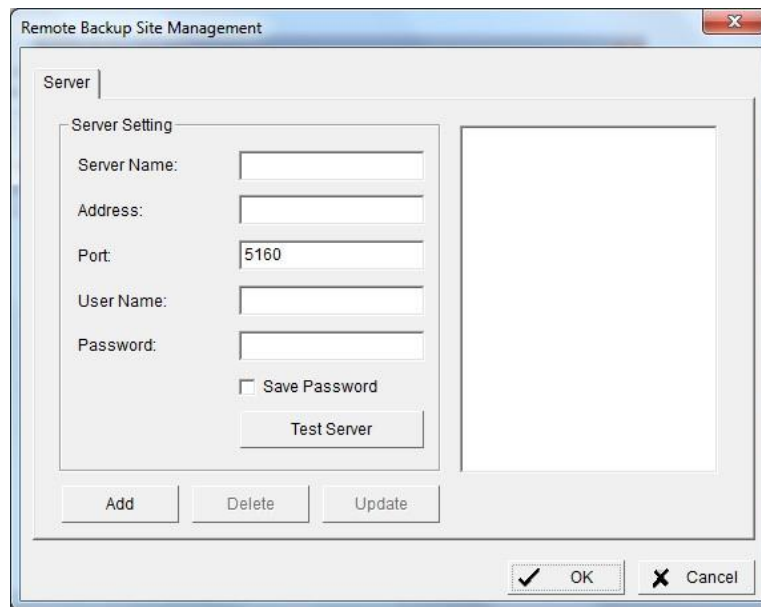 Remote Backup Site Management
Server
Server Setting
Server Name:
Address:
Port: 5160
User Name:
Password:
Save Password
Test Server
Add Delete Update
OK Cancel